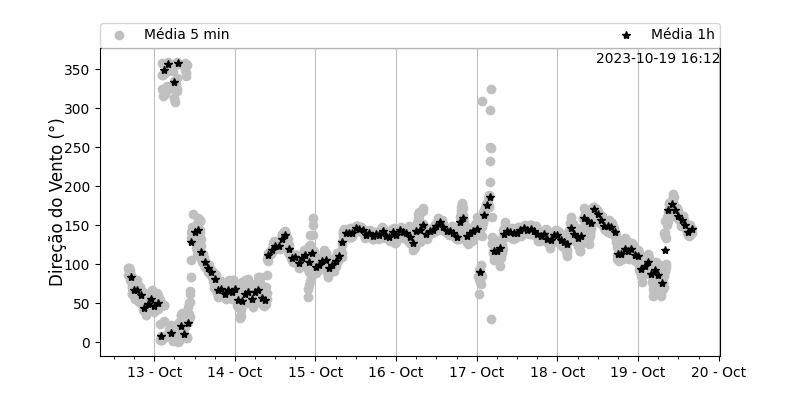 Média 5 min
Média 1h
2023-10-19 16:12
Direção do Vento (°)
350
300
250
200
150
100
50
0
13 - Oct
14 - Oct
15 - Oct
16 - Oct
17 - Oct
18 - Oct
19 - Oct
20 - Oct